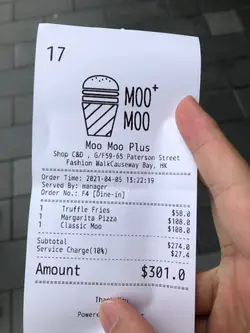 17
MOO+
MOO
Moo Moo Plus
Shop C&D , G/F59-65 Paterson Street
Fashion WalkCauseway Bay, HK
Order Time: 2021-04-05 13:22:19
Served By: manager
Order No.: F4 [Dine-in]
1 Truffle Fries $58.0
1 Margarita Pizza $108.0
1 Classic Moo $108.0
Subtotal $274.0
Service Charge(10%) $27.4
Amount $301.0
Powere